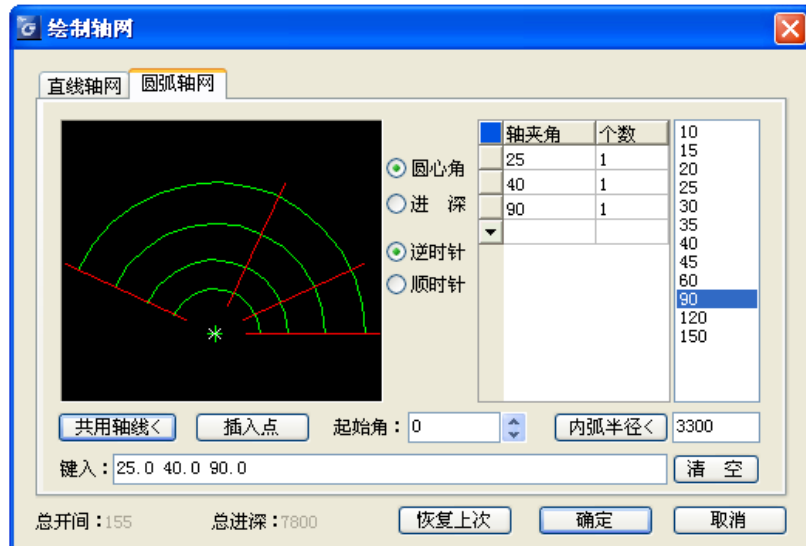 绘制轴网
直线轴网 圆弧轴网
圆心角
进 深
逆时针
顺时针
轴夹角 个数
25 1
40 1
90 1
10
15
20
25
30
35
40
45
60
90
120
150
共用轴线< 插入点 起始角：0 内弧半径< 3300
键入：25.0 40.0 90.0 清 空
总开间：155 总进深：7800 恢复上次 确定 取消